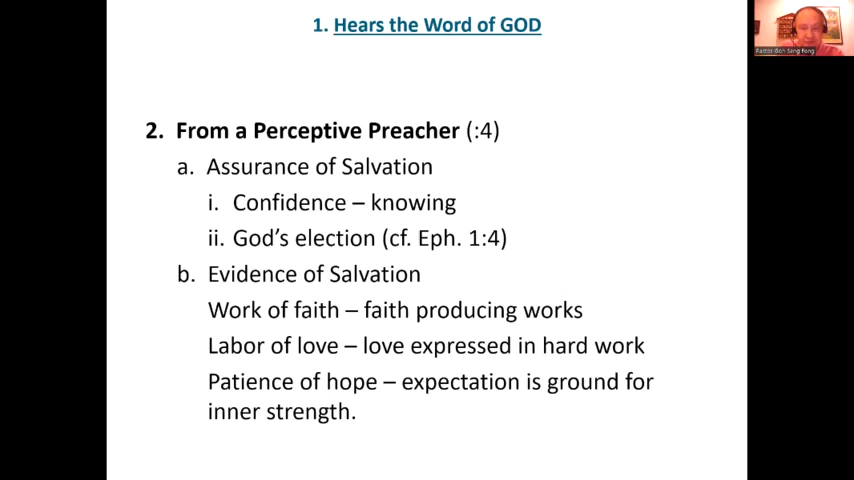 1. Hears the Word of GOD
2. From a Perceptive Preacher (:4)
a. Assurance of Salvation
i. Confidence – knowing
ii. God's election (cf. Eph. 1:4)
b. Evidence of Salvation
Work of faith – faith producing works
Labor of love – love expressed in hard work
Patience of hope – expectation is ground for
inner strength.
Sang Fong